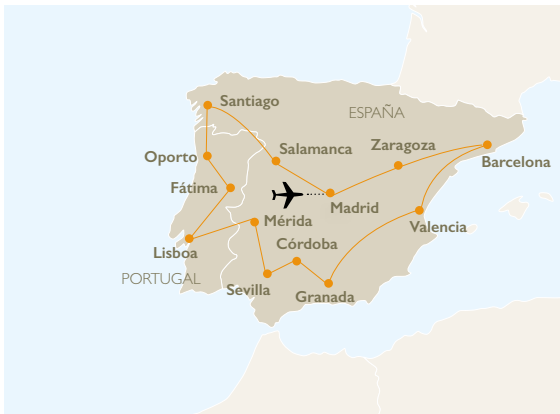 Santiago
ESPAÑA
Salamanca
Zaragoza
Oporto
Barcelona
Fátima
Madrid
Mérida
Valencia
Lisboa
Córdoba
PORTUGAL
Sevilla
Granada